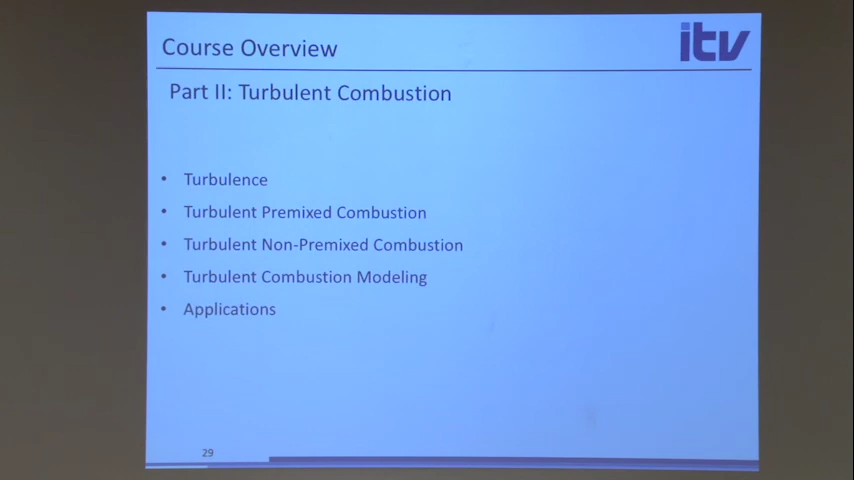 Course Overview
itv
Part II: Turbulent Combustion
• Turbulence
• Turbulent Premixed Combustion
• Turbulent Non-Premixed Combustion
• Turbulent Combustion Modeling
• Applications
29